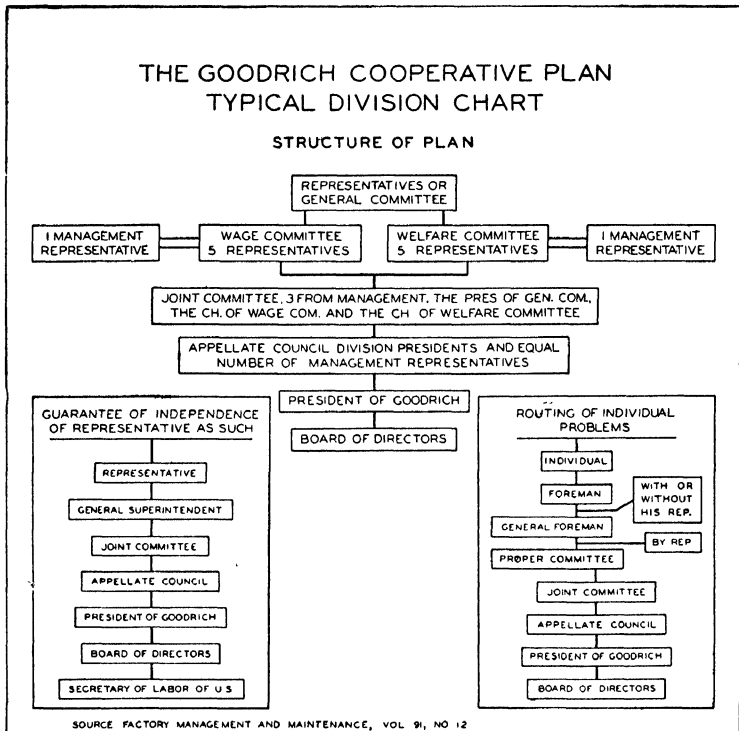 THE GOODRICH COOPERATIVE PLAN
TYPICAL DIVISION CHART
STRUCTURE OF PLAN
REPRESENTATIVES OR
GENERAL COMMITTEE
1 MANAGEMENT
REPRESENTATIVE
WAGE COMMITTEE
5 REPRESENTATIVES
WELFARE COMMITTEE
5 REPRESENTATIVES
1 MANAGEMENT
REPRESENTATIVE
JOINT COMMITTEE, 3 FROM MANAGEMENT, THE PRES OF GEN. COM.,
THE CH. OF WAGE COM. AND THE CH OF WELFARE COMMITTEE
APPELLATE COUNCIL DIVISION PRESIDENTS AND EQUAL
NUMBER OF MANAGEMENT REPRESENTATIVES
PRESIDENT OF GOODRICH
BOARD OF DIRECTORS
GUARANTEE OF INDEPENDENCE
OF REPRESENTATIVE AS SUCH
REPRESENTATIVE
GENERAL SUPERINTENDENT
JOINT COMMITTEE
APPELLATE COUNCIL
PRESIDENT OF GOODRICH
BOARD OF DIRECTORS
SECRETARY OF LABOR OF U S
ROUTING OF INDIVIDUAL
PROBLEMS
INDIVIDUAL
FOREMAN
WITH OR
WITHOUT
HIS REP.
GENERAL FOREMAN
BY REP
PROPER COMMITTEE
JOINT COMMITTEE
APPELLATE COUNCIL
PRESIDENT OF GOODRICH
BOARD OF DIRECTORS
SOURCE FACTORY MANAGEMENT AND MAINTENANCE, VOL 91, NO 12